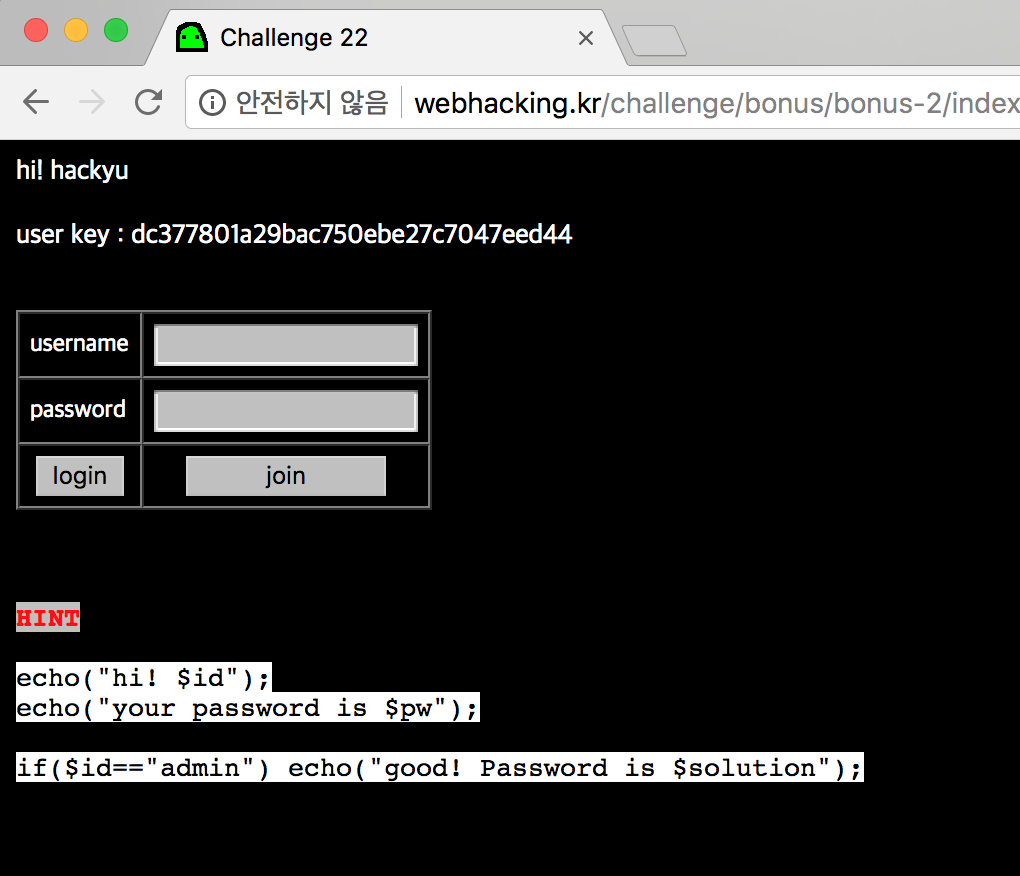 Challenge 22
안전하지 않음 webhacking.kr/challenge/bonus/bonus-2/index
hi! hackyu
user key : dc377801a29bac750ebe27c7047eed44
username
password
login join
HINT
echo("hi! $id");
echo("your password is $pw");
if($id=="admin") echo("good! Password is $solution");